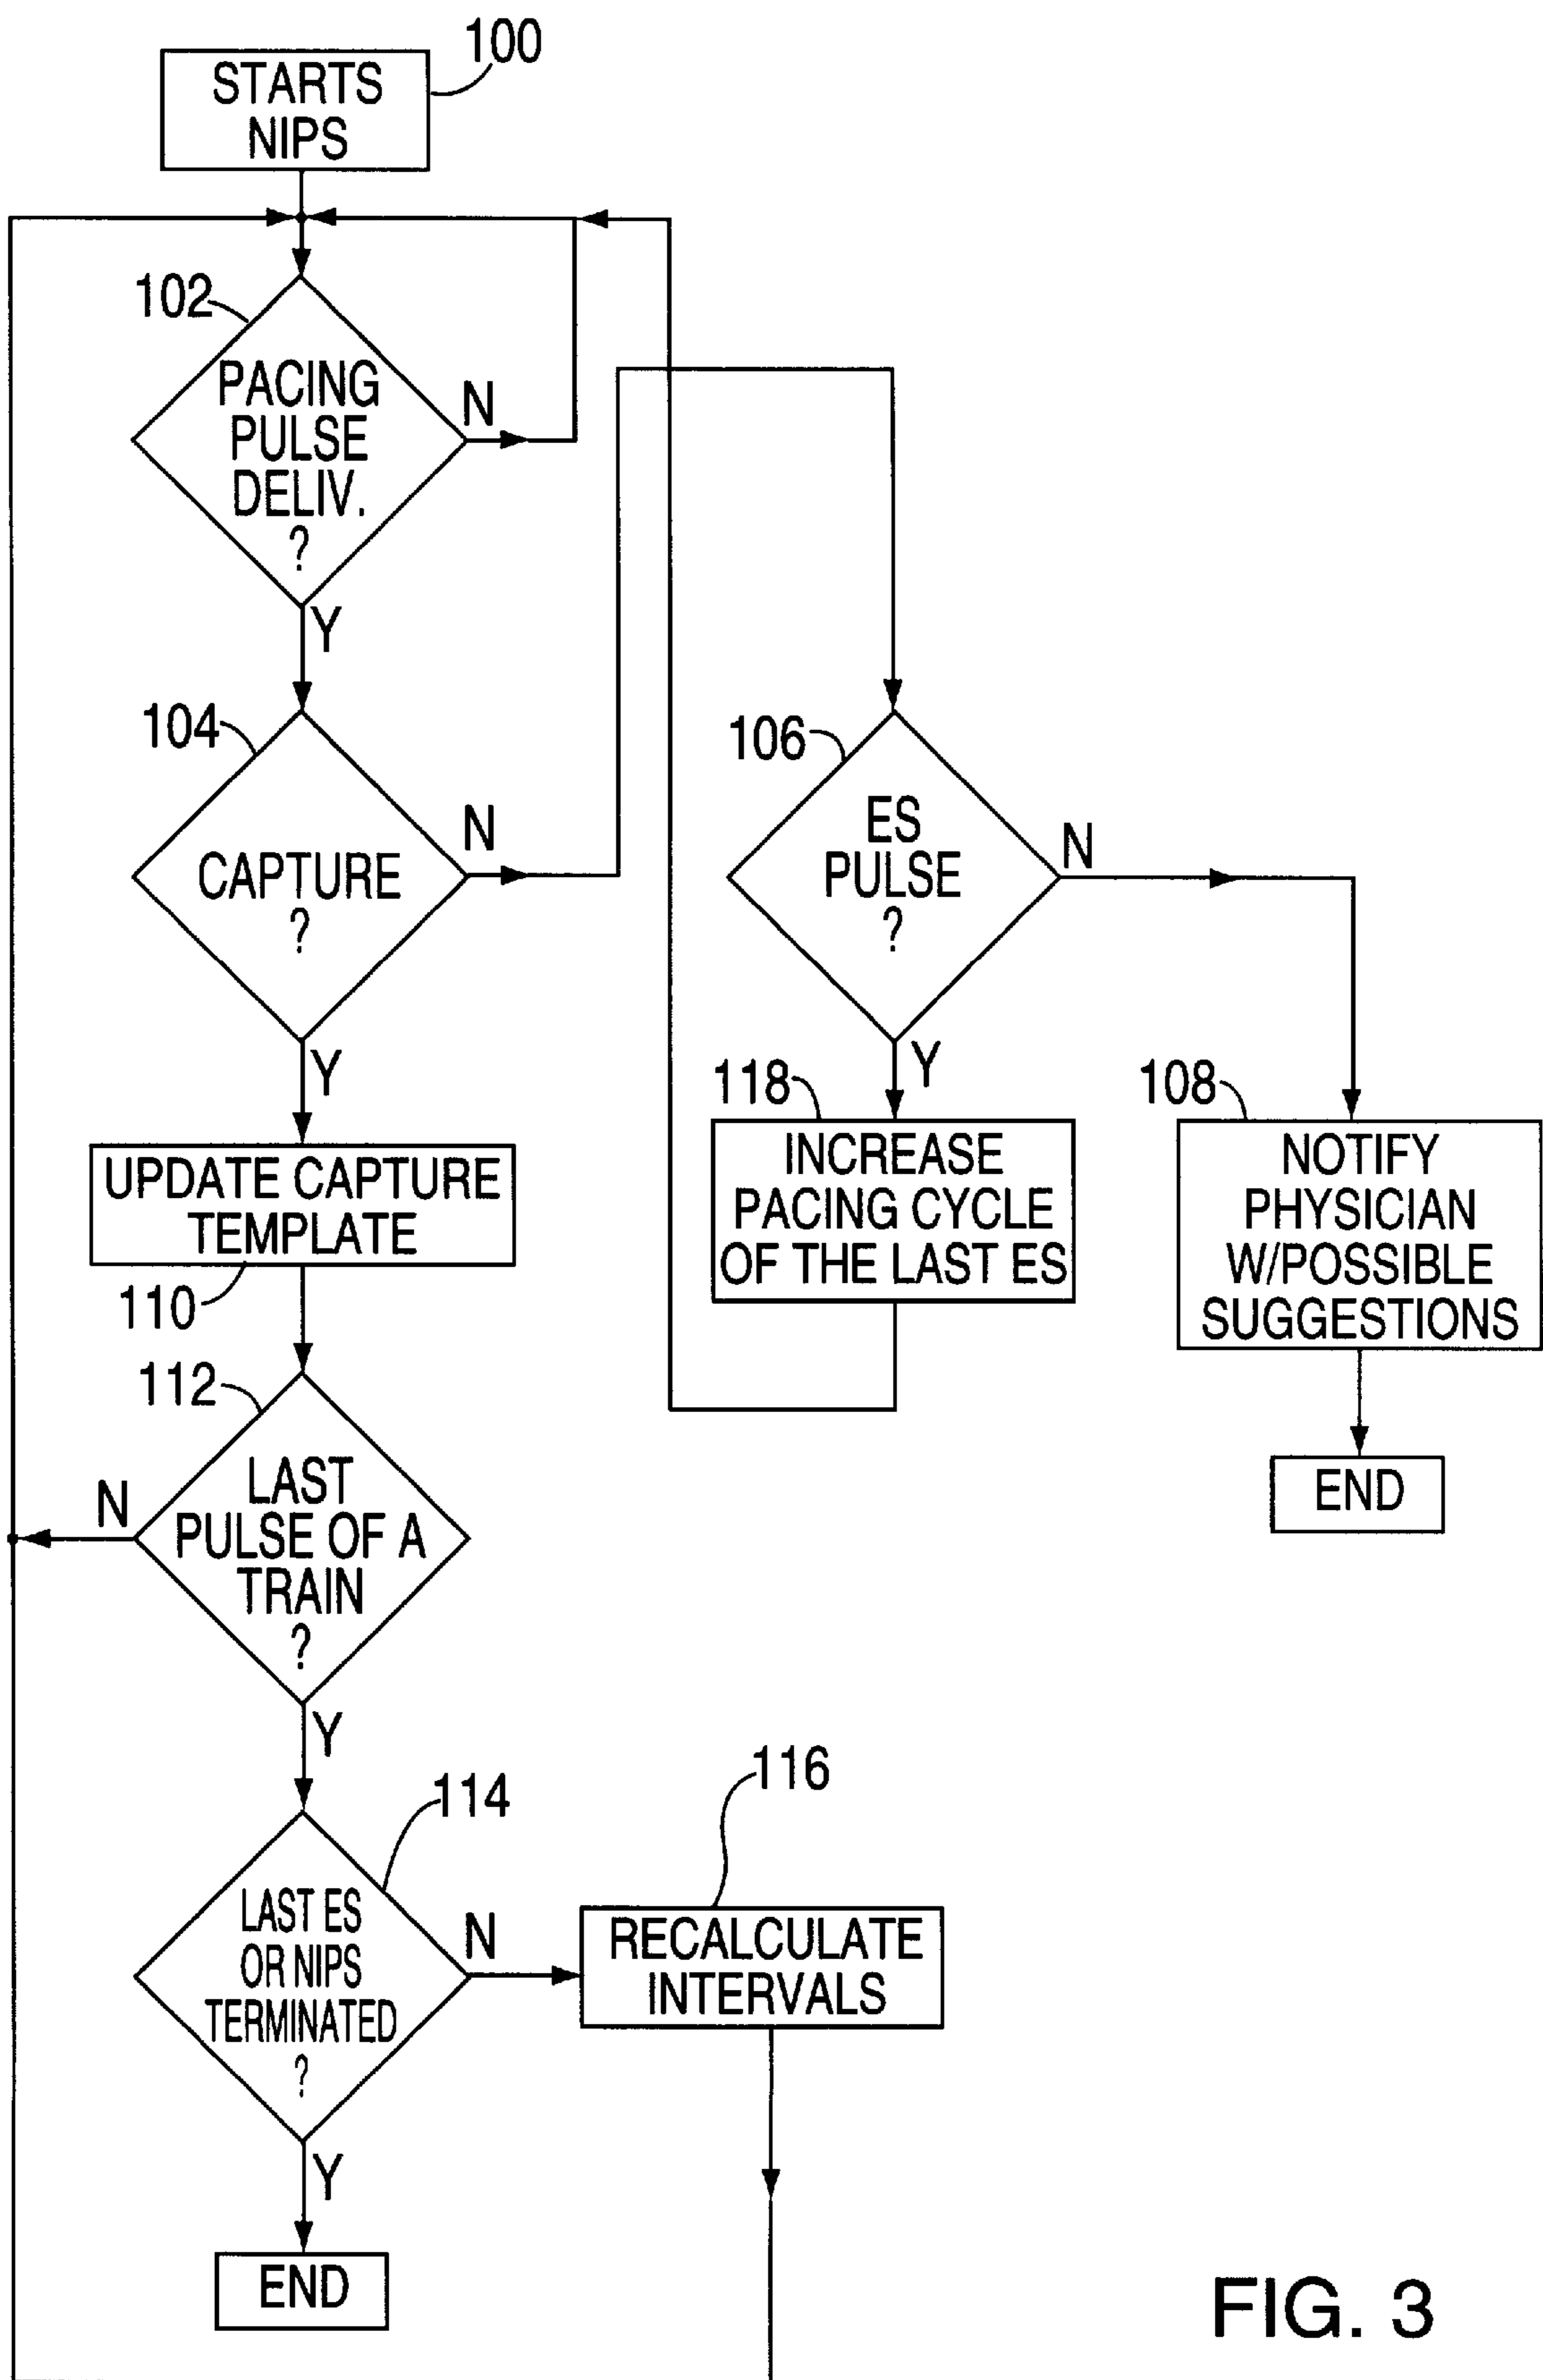 100
STARTS
NIPS
102
PACING
PULSE
DELIV.
?
N
Y
104
CAPTURE
?
N
Y
106
ES
PULSE
?
N
Y
118
INCREASE
PACING CYCLE
OF THE LAST ES
108
NOTIFY
PHYSICIAN
W/POSSIBLE
SUGGESTIONS
END
UPDATE CAPTURE
TEMPLATE
110
112
LAST
PULSE OF A
TRAIN
?
N
Y
114
LAST ES
OR NIPS
TERMINATED
?
N
Y
116
RECALCULATE
INTERVALS
END
FIG. 3